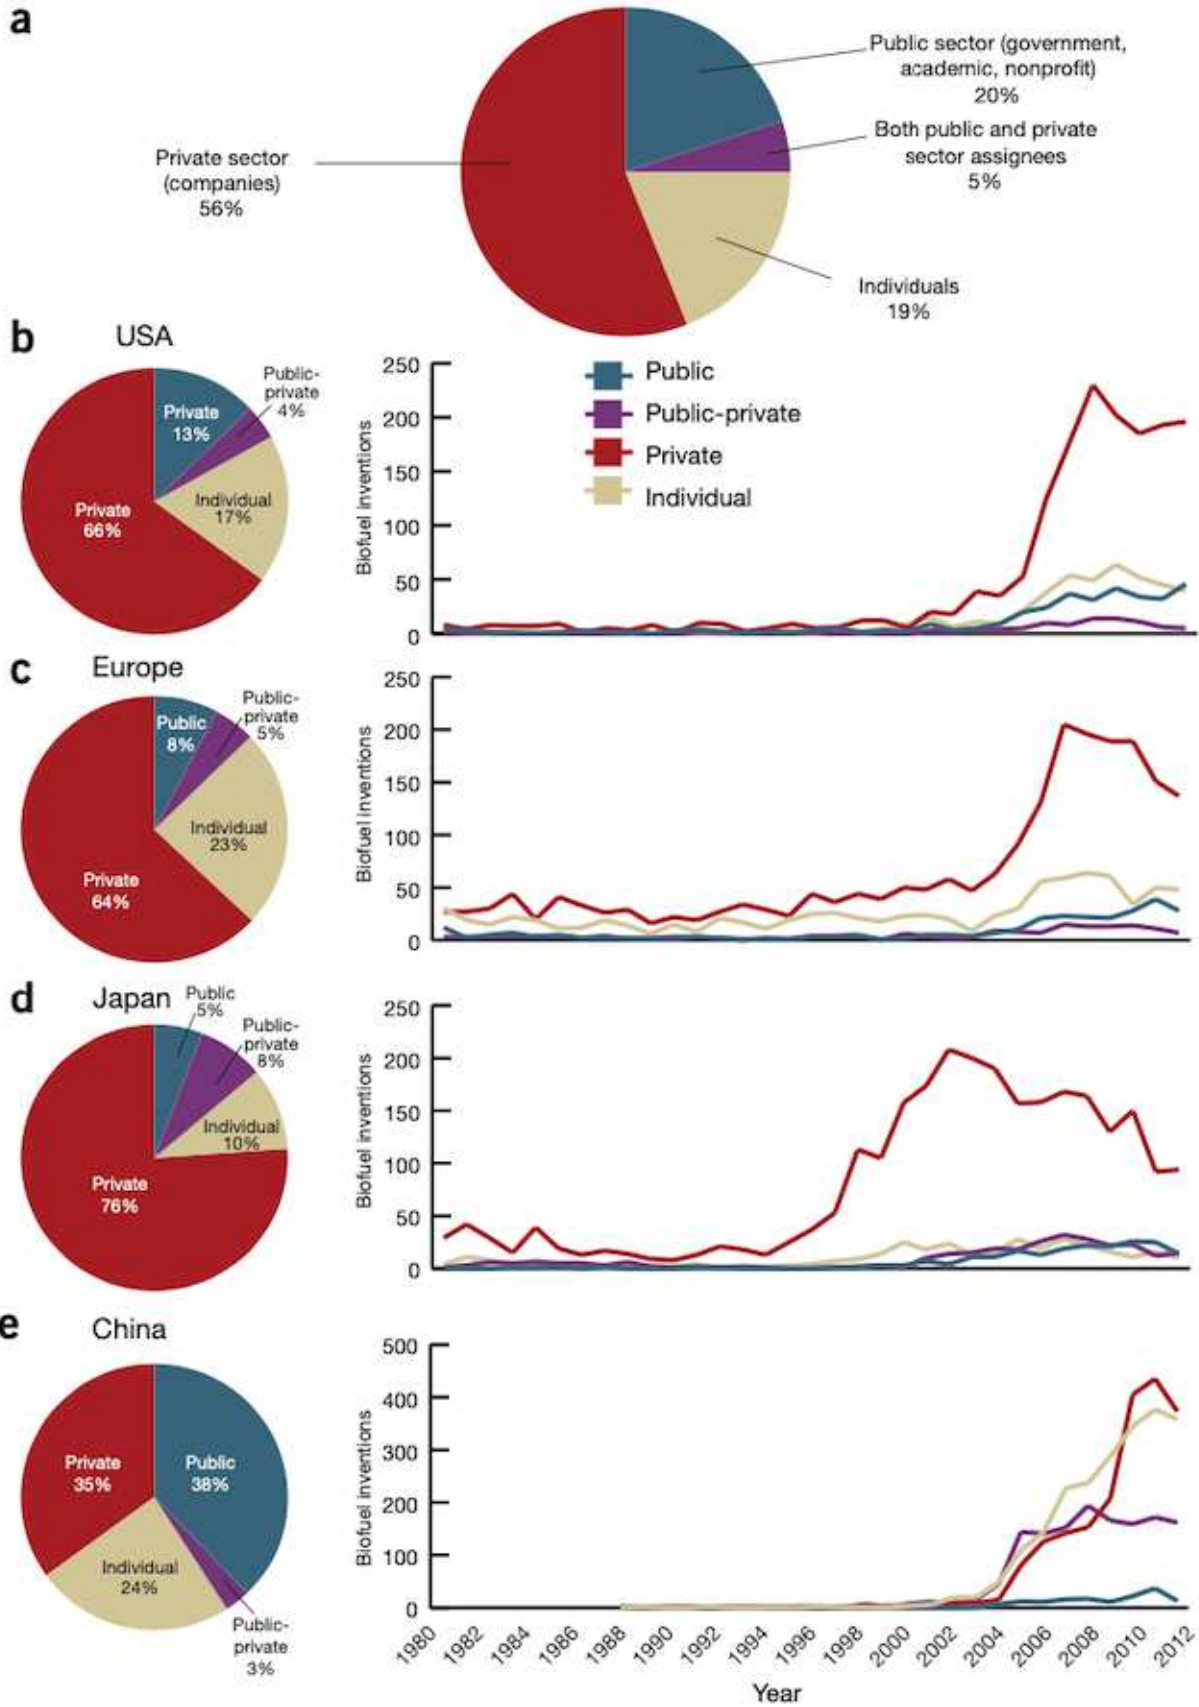 a
Public sector (government,
academic, nonprofit)
20%
Both public and private
sector assignees
5%
Private sector
(companies)
56%
Individuals
19%
b
USA
Public-
private
4%
Private
13%
Individual
17%
Private
66%
Biofuel inventions
250
200
150
100
50
0
Public
Public-private
Private
Individual
c
Europe
Public-
private
5%
Public
8%
Individual
23%
Private
64%
Biofuel inventions
250
200
150
100
50
0
d
Japan
Public
5%
Public-
private
8%
Individual
10%
Private
76%
Biofuel inventions
250
200
150
100
50
0
e
China
Private
35%
Public
38%
Individual
24%
Public-
private
3%
Biofuel inventions
500
400
300
200
100
0
1980 1982 1984 1986 1988 1990 1992 1994 1996 1998 2000 2002 2004 2006 2008 2010 2012
Year